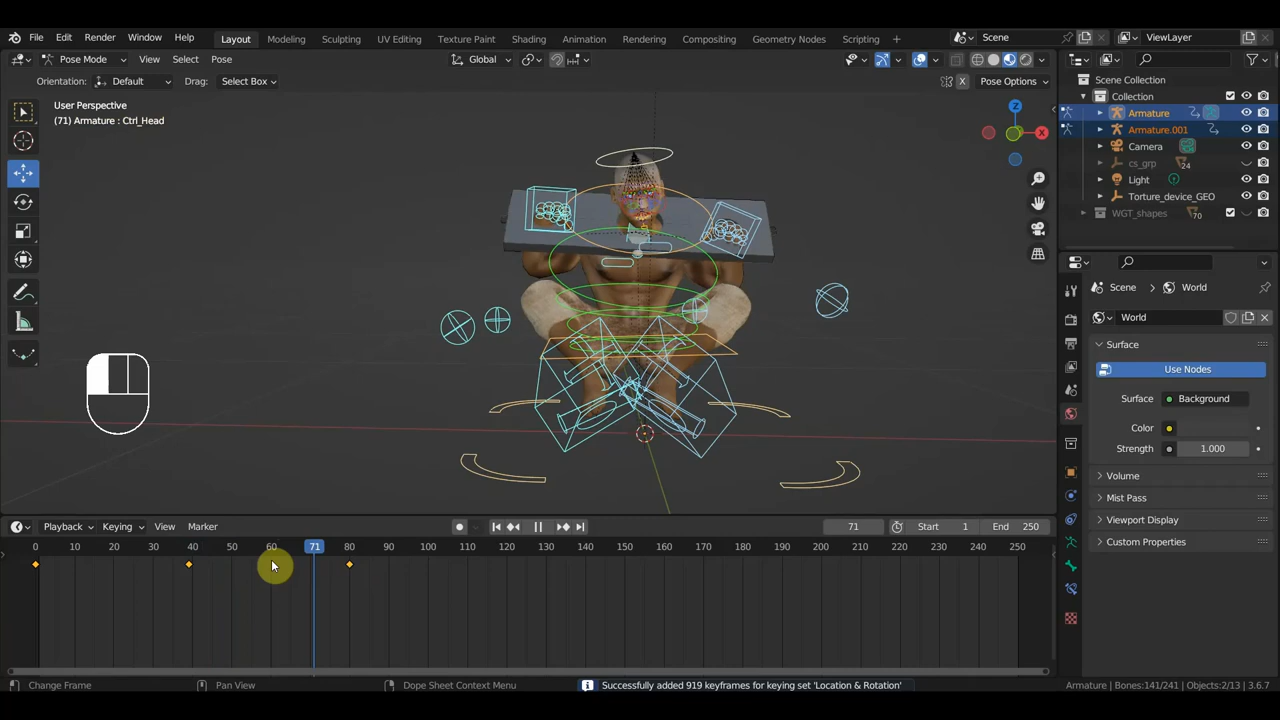 File Edit Render Window Help Layout Modeling Sculpting UV Editing Texture Paint Shading Animation Rendering Compositing Geometry Nodes Scripting + Scene ViewLayer
Pose Mode View Select Pose Global
Orientation: Default Drag: Select Box X Pose Options
User Perspective
(71) Armature : Ctrl_Head
Z
X
Scene Collection
Collection
Armature
Armature.001
Camera
cs_grp 24
Light
Torture_device_GEO
WGT_shapes 70
Scene World
World
Surface
Use Nodes
Surface Background
Color
Strength 1.000
Volume
Mist Pass
Viewport Display
Custom Properties
Playback Keying View Marker 71 Start 1 End 250
0 10 20 30 40 50 60 71 80 90 100 110 120 130 140 150 160 170 180 190 200 210 220 230 240 250
Change Frame Pan View Dope Sheet Context Menu Successfully added 919 keyframes for keying set 'Location & Rotation' Armature | Bones:141/241 | Objects:2/13 | 3.6.7